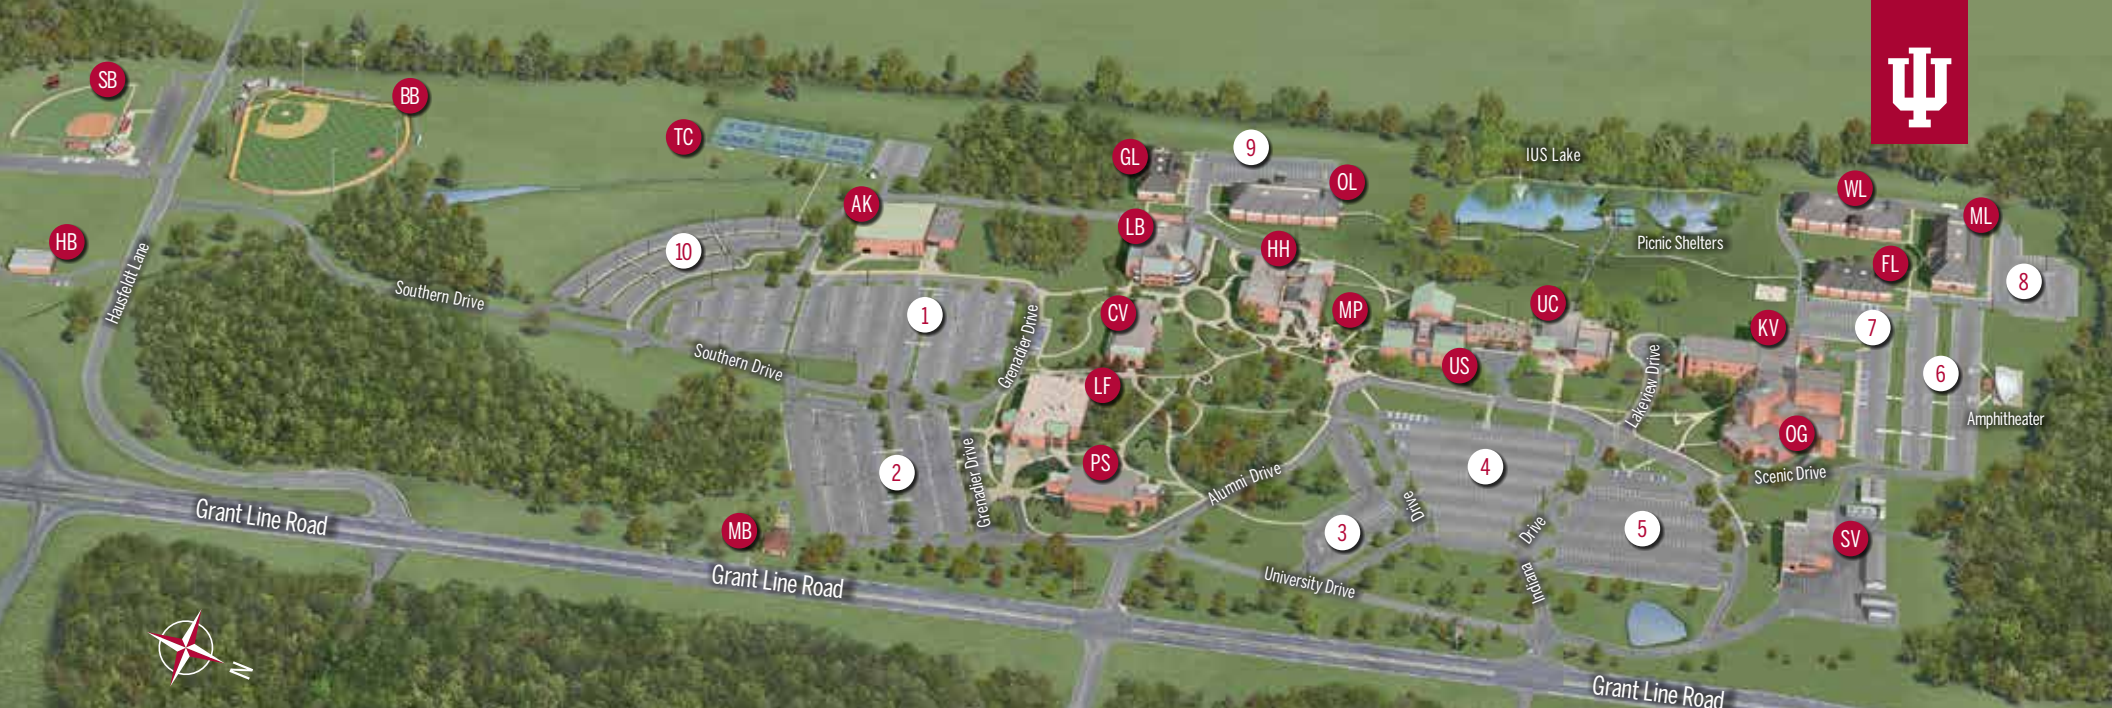 SB
BB
TC
GL
9
OL
IUS Lake
WL
ML
AK
LB
HB
10
HH
Picnic Shelters
FL
8
Hausfeldt Lane
Southern Drive
1
Grenadier Drive
CV
MP
UC
KV
7
Southern Drive
LF
US
Lakeview Drive
6
Amphitheater
2
Grenadier Drive
PS
Alumni Drive
4
OG
Scenic Drive
Grant Line Road
MB
3
Drive
Indiana Drive
5
SV
Grant Line Road
University Drive
N
Grant Line Road